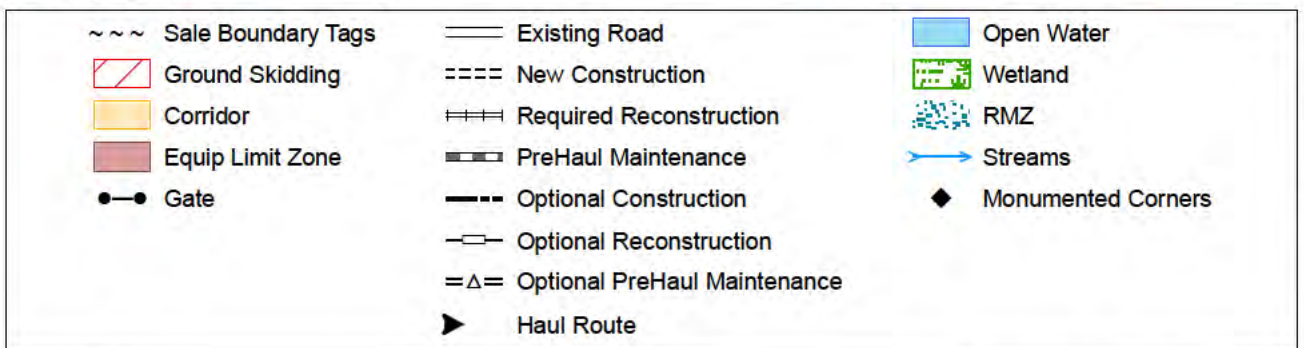 Sale Boundary Tags
Ground Skidding
Corridor
Equip Limit Zone
Gate
Existing Road
New Construction
Required Reconstruction
PreHaul Maintenance
Optional Construction
Optional Reconstruction
Optional PreHaul Maintenance
Haul Route
Open Water
Wetland
RMZ
Streams
Monumented Corners